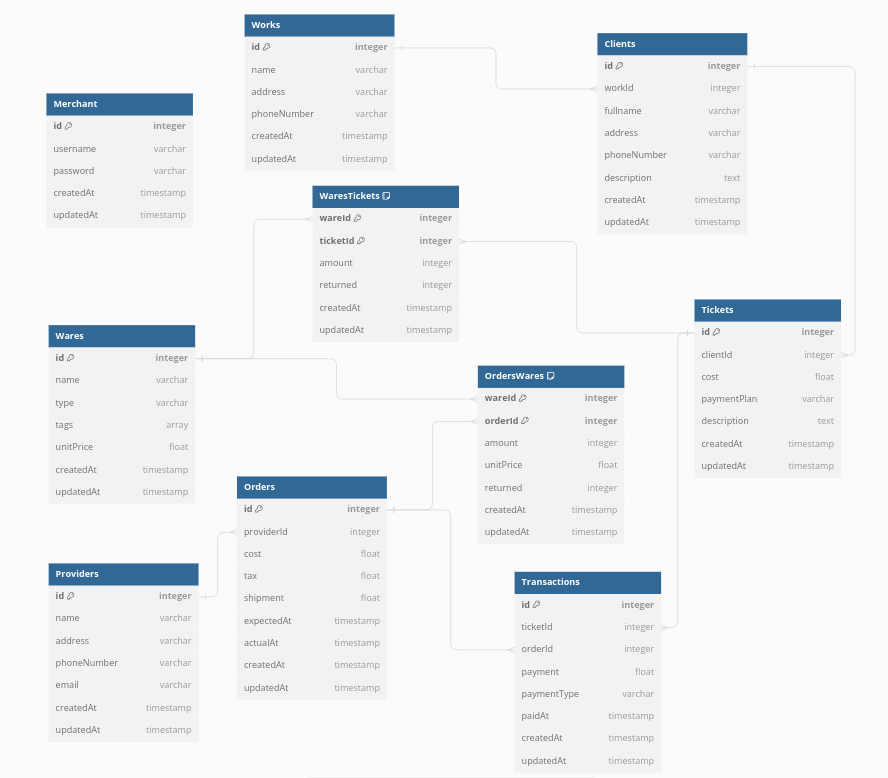 Works
id integer
name varchar
address varchar
phoneNumber varchar
createdAt timestamp
updatedAt timestamp
Clients
id integer
workId integer
fullname varchar
address varchar
phoneNumber varchar
description text
createdAt timestamp
updatedAt timestamp
Merchant
id integer
username varchar
password varchar
createdAt timestamp
updatedAt timestamp
WaresTickets
wareId integer
ticketId integer
amount integer
returned integer
createdAt timestamp
updatedAt timestamp
Tickets
id integer
clientId integer
cost float
paymentPlan varchar
description text
createdAt timestamp
updatedAt timestamp
Wares
id integer
name varchar
type varchar
tags array
unitPrice float
createdAt timestamp
updatedAt timestamp
OrdersWares
wareId integer
orderId integer
amount integer
unitPrice float
returned integer
createdAt timestamp
updatedAt timestamp
Orders
id integer
providerId integer
cost float
tax float
shipment float
expectedAt timestamp
actualAt timestamp
createdAt timestamp
updatedAt timestamp
Providers
id integer
name varchar
address varchar
phoneNumber varchar
email varchar
createdAt timestamp
updatedAt timestamp
Transactions
id integer
ticketId integer
orderId integer
payment float
paymentType varchar
paidAt timestamp
createdAt timestamp
updatedAt timestamp